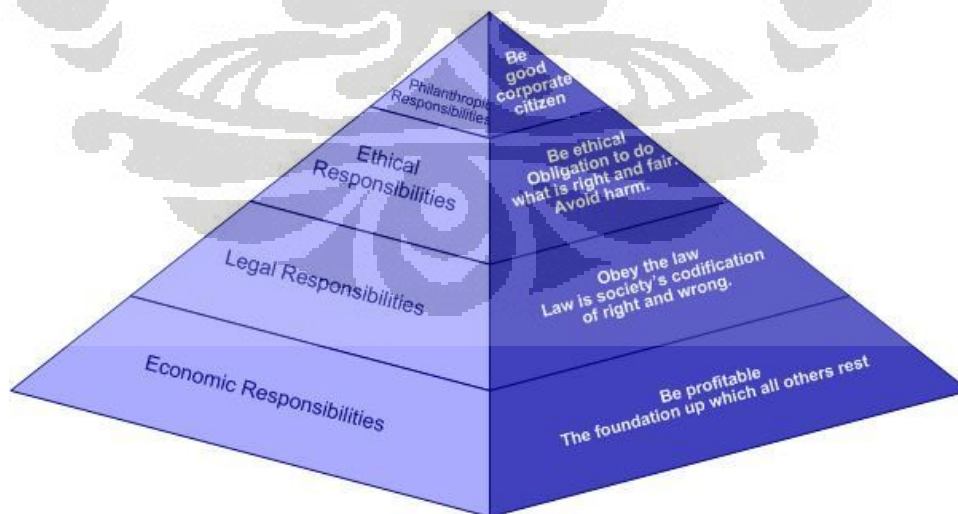 Philanthropic
Responsibilities
Be
good
corporate
citizen
Ethical
Responsibilities
Be ethical
Obligation to do
what is right and fair.
Avoid harm.
Legal Responsibilities
Obey the law
Law is society's codification
of right and wrong.
Economic Responsibilities
Be profitable
The foundation up which all others rest